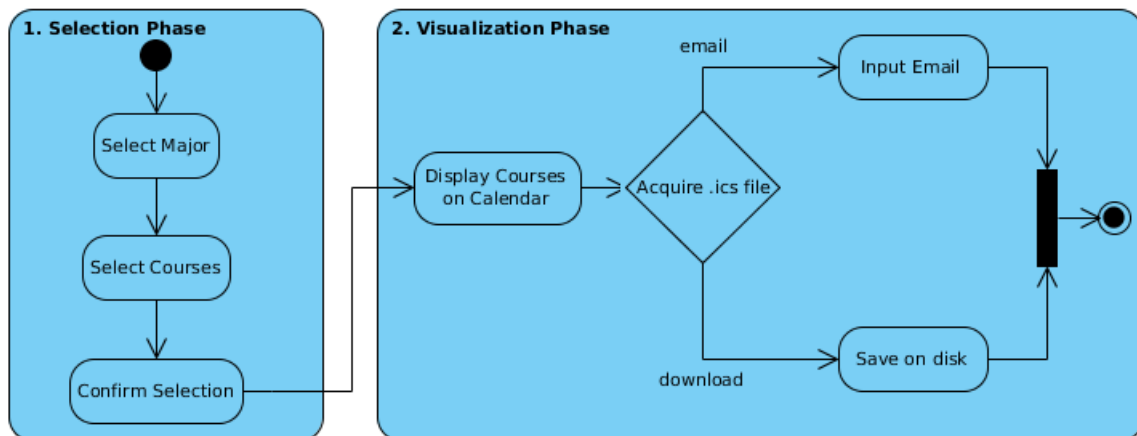 1. Selection Phase
Select Major
Select Courses
Confirm Selection
2. Visualization Phase
Display Courses
on Calendar
Acquire .ics file
email
Input Email
download
Save on disk